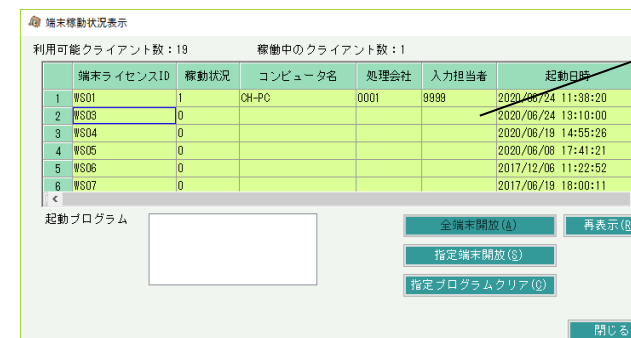 端末稼動状況表示
利用可能クライアント数:19 稼働中のクライアント数:1
端末ライセンスID 稼動状況 コンピュータ名 処理会社 入力担当者 起動日時
1 WS01 1 CH-PC 0001 9999 2020/06/24 11:38:20
2 WS03 0 2020/06/24 13:10:00
3 WS04 0 2020/06/19 14:55:26
4 WS05 0 2020/06/08 17:41:21
5 WS06 0 2017/12/06 11:22:52
6 WS07 0 2017/06/19 18:00:11
起動プログラム
全端末開放(A) 再表示(R
指定端末開放(S)
指定プログラムクリア(C)
閉じる